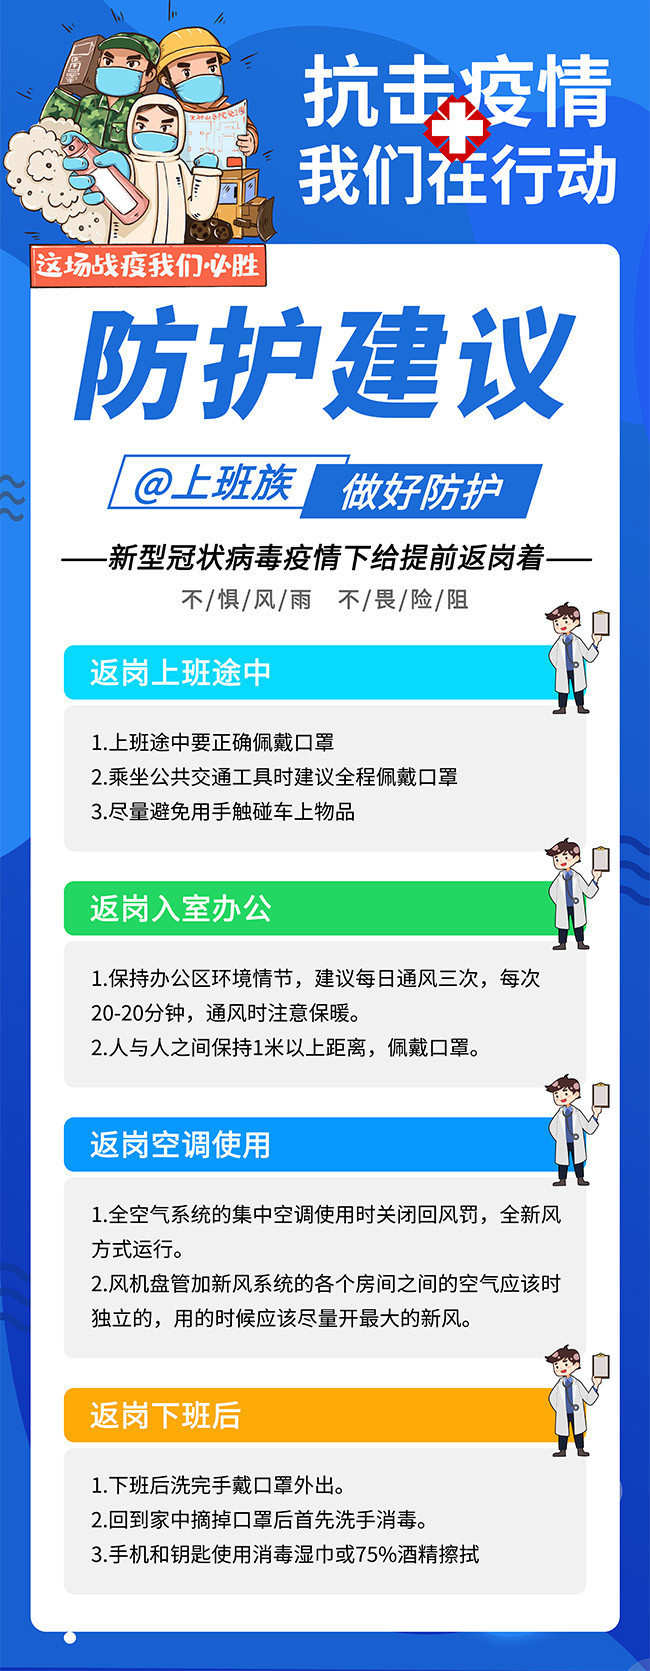 抗击疫情
我们在行动
这场战疫我们必胜
防护建议
@上班族 做好防护
新型冠状病毒疫情下给提前返岗着
不/惧/风/雨 不/畏/险/阻
返岗上班途中
1.上班途中要正确佩戴口罩
2.乘坐公共交通工具时建议全程佩戴口罩
3.尽量避免用手触碰车上物品
返岗入室办公
1.保持办公区环境情节，建议每日通风三次，每次
20-20分钟，通风时注意保暖。
2.人与人之间保持1米以上距离，佩戴口罩。
返岗空调使用
1.全空气系统的集中空调使用时关闭回风罚，全新风
方式运行。
2.风机盘管加新风系统的各个房间之间的空气应该时
独立的，用的时候应该尽量开最大的新风。
返岗下班后
1.下班后洗完手戴口罩外出。
2.回到家中摘掉口罩后首先洗手消毒。
3.手机和钥匙使用消毒湿巾或75%酒精擦拭